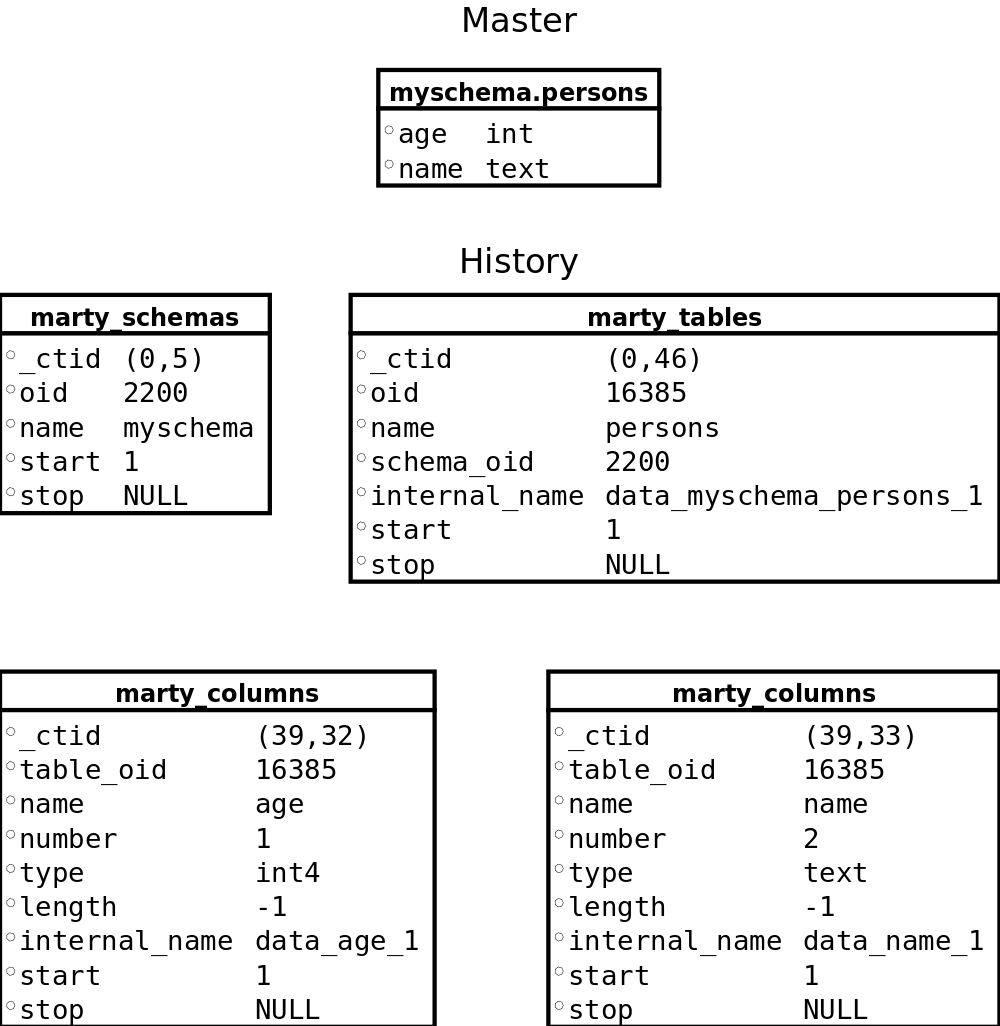 Master
myschema.persons
age int
name text
History
marty_schemas
_ctid (0,5)
oid 2200
name myschema
start 1
stop NULL
marty_tables
_ctid (0,46)
oid 16385
name persons
schema_oid 2200
internal_name data_myschema_persons_1
start 1
stop NULL
marty_columns
_ctid (39,32)
table_oid 16385
name age
number 1
type int4
length -1
internal_name data_age_1
start 1
stop NULL
marty_columns
_ctid (39,33)
table_oid 16385
name name
number 2
type text
length -1
internal_name data_name_1
start 1
stop NULL